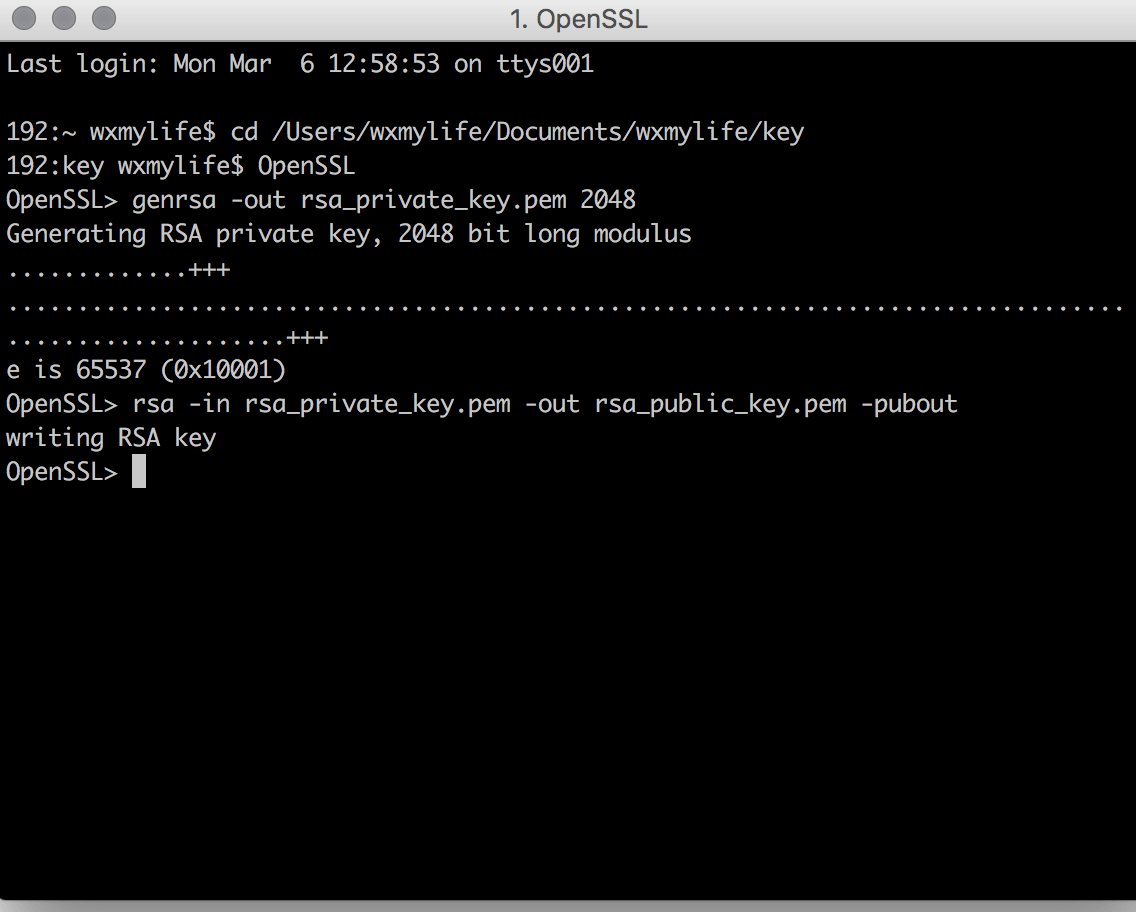 1. OpenSSL
Last login: Mon Mar  6 12:58:53 on ttys001
192:~ wxmylife$ cd /Users/wxmylife/Documents/wxmylife/key
192:key wxmylife$ OpenSSL
OpenSSL> genrsa -out rsa_private_key.pem 2048
Generating RSA private key, 2048 bit long modulus
.............+++
................................................................................
....................+++
e is 65537 (0x10001)
OpenSSL> rsa -in rsa_private_key.pem -out rsa_public_key.pem -pubout
writing RSA key
OpenSSL>